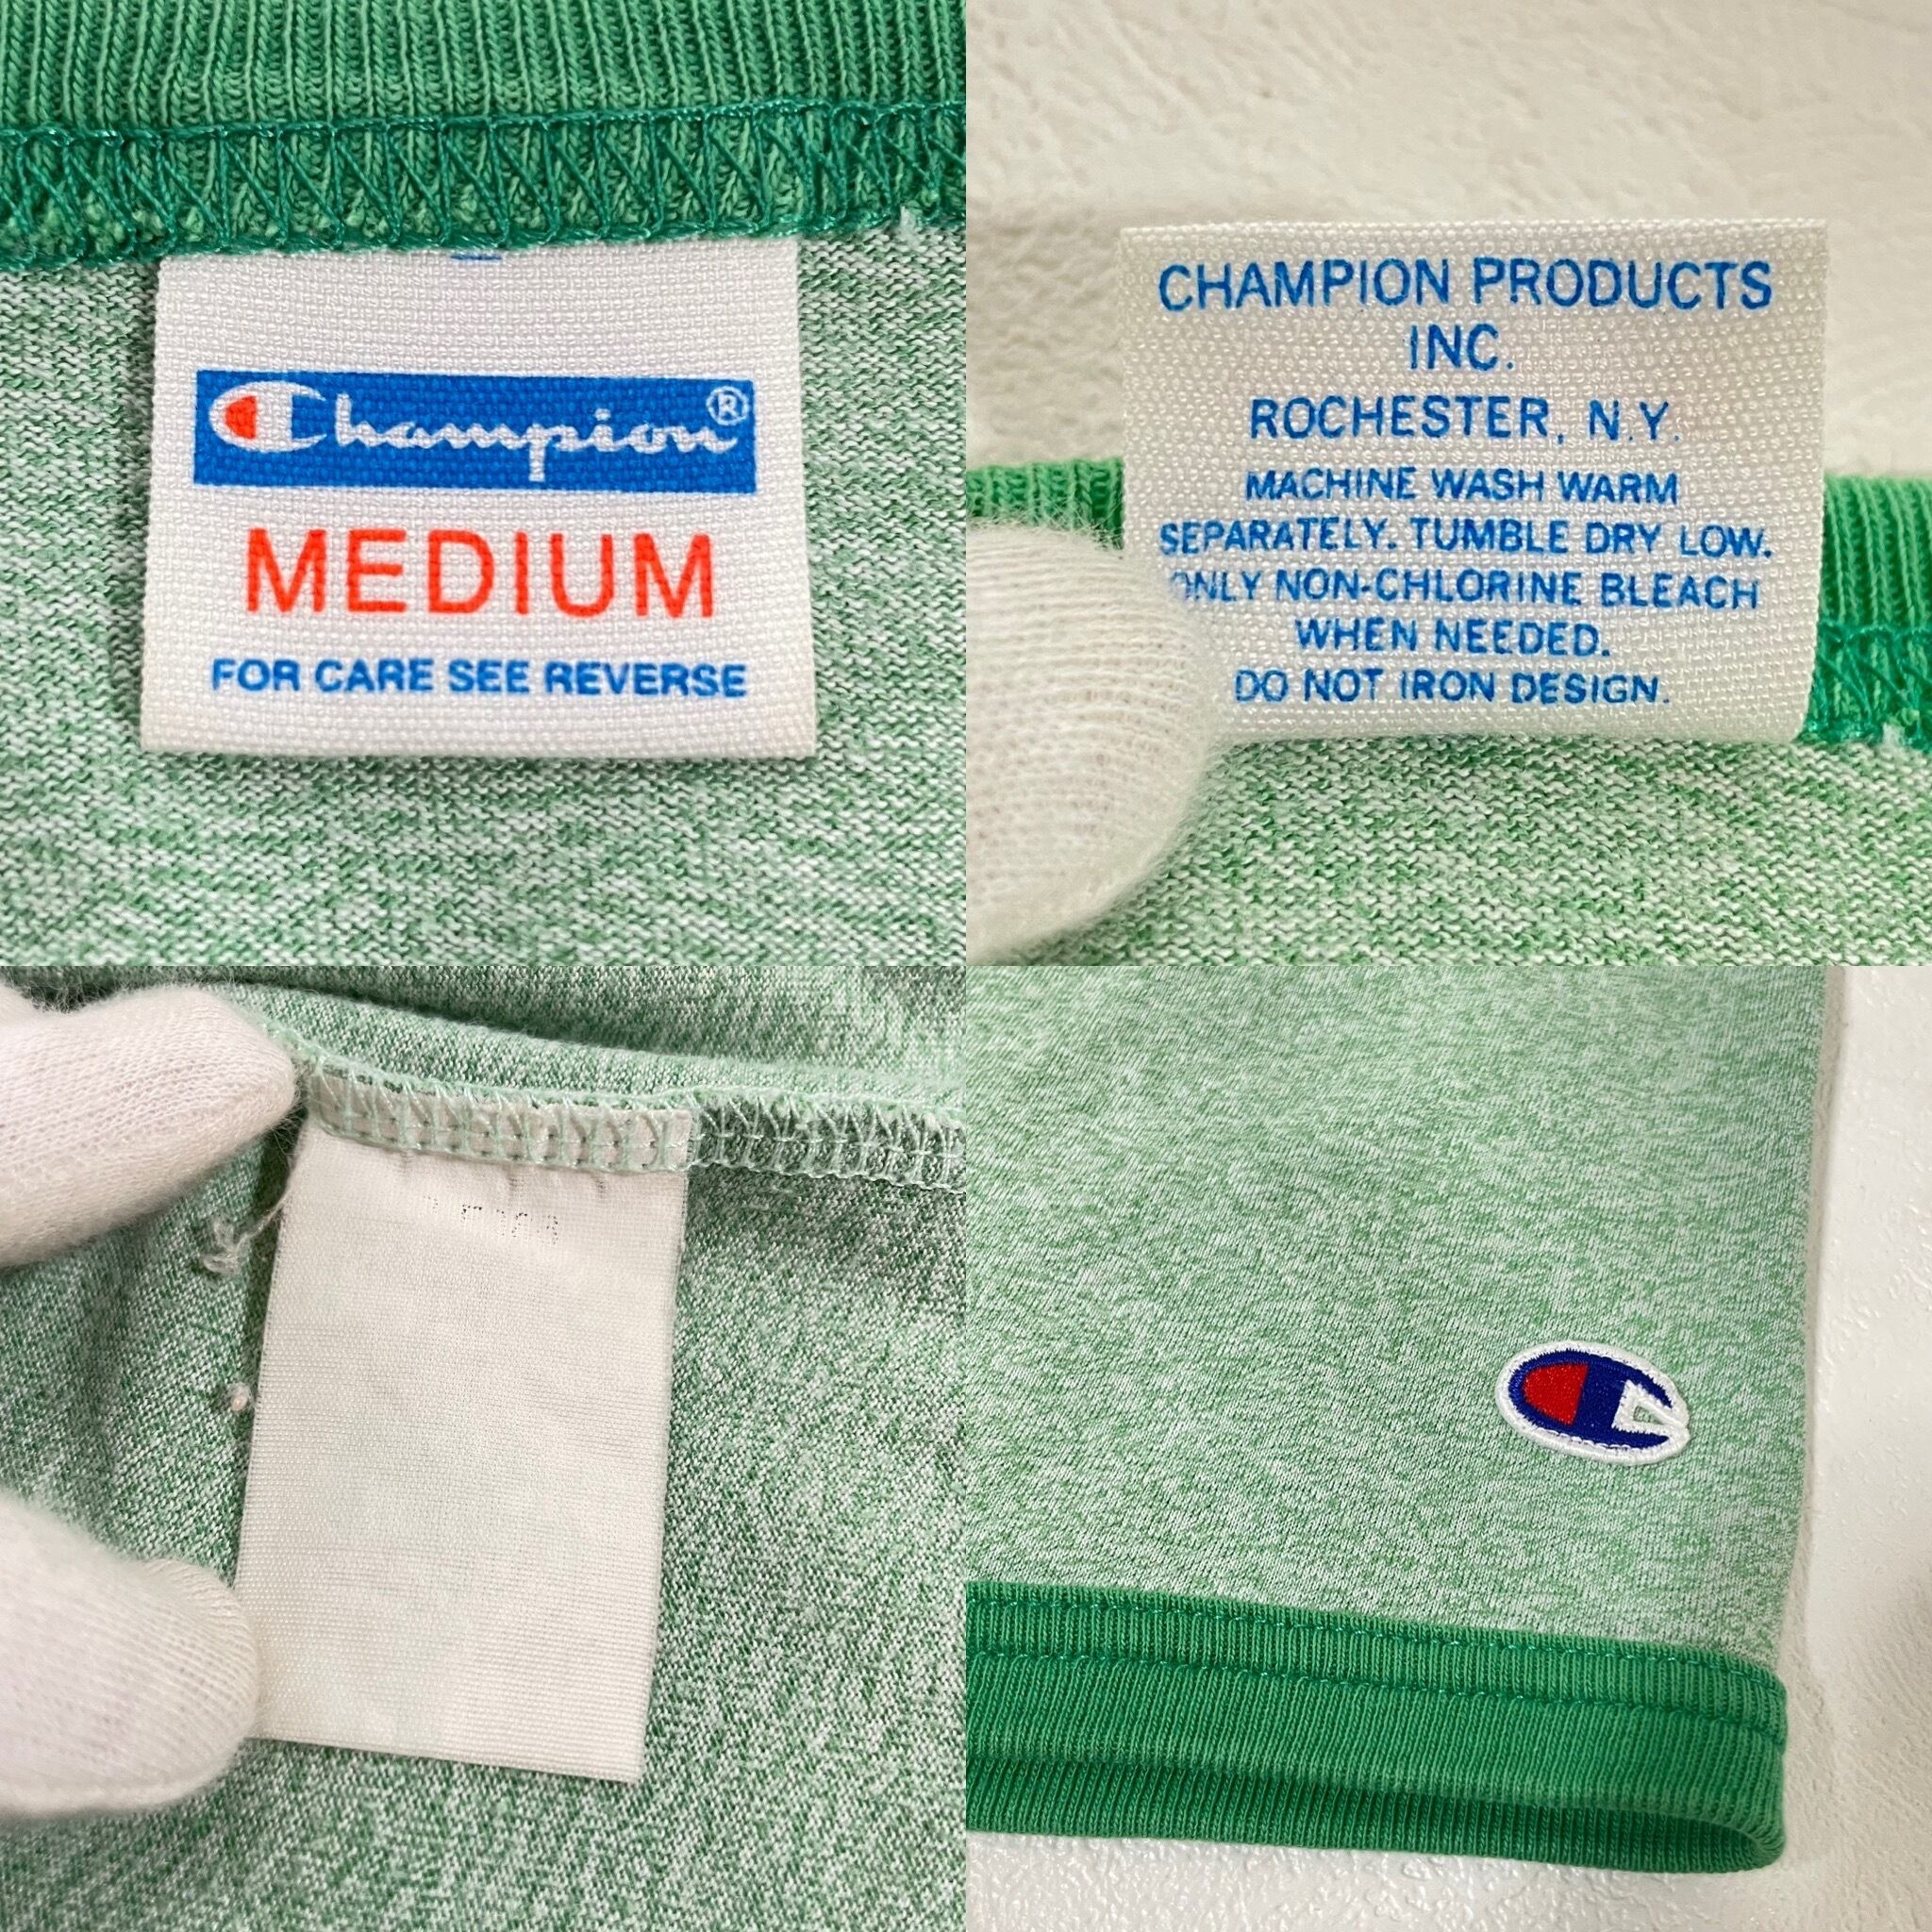 Champion®
MEDIUM
FOR CARE SEE REVERSE
CHAMPION PRODUCTS
INC.
ROCHESTER, N.Y.
MACHINE WASH WARM
SEPARATELY. TUMBLE DRY LOW.
ONLY NON-CHLORINE BLEACH
WHEN NEEDED.
DO NOT IRON DESIGN.